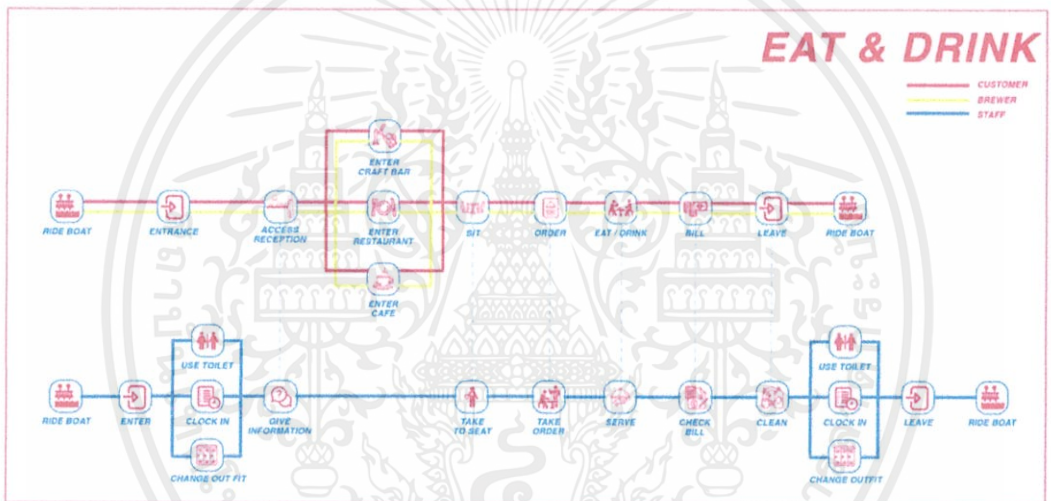 EAT & DRINK
CUSTOMER
BREWER
STAFF
ENTER
CRAFT BAR
RIDE BOAT
ENTRANCE
ACCESS
RECEPTION
ENTER
RESTAURANT
SIT
ORDER
EAT / DRINK
BILL
LEAVE
RIDE BOAT
ENTER
CAFE
USE TOILET
USE TOILET
RIDE BOAT
ENTER
CLOCK IN
GIVE
INFORMATION
TAKE
TO SEAT
TAKE
ORDER
SERVE
CHECK
BILL
CLEAN
CLOCK IN
LEAVE
RIDE BOAT
CHANGE OUT FIT
CHANGE OUTFIT